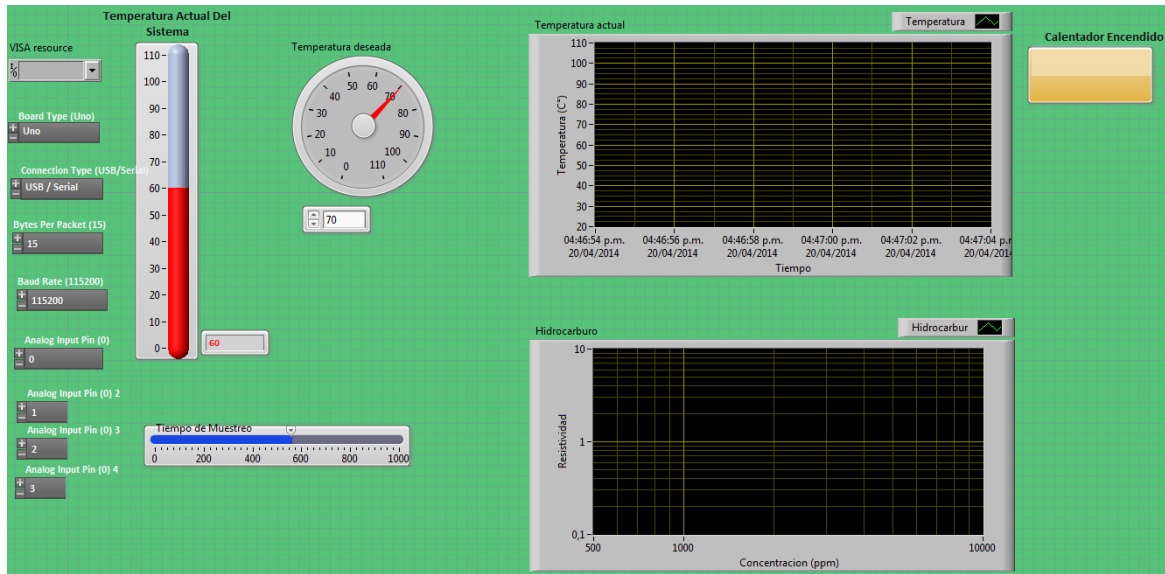 Temperatura Actual Del
Sistema
VISA resource
Board Type (Uno)
Uno
Connection Type (USB/Serial)
USB / Serial
Bytes Per Packet (15)
15
Baud Rate (115200)
115200
Analog Input Pin (0)
0
Analog Input Pin (0) 2
1
Analog Input Pin (0) 3
2
Analog Input Pin (0) 4
3
110
100
90
80
70
60
50
40
30
20
10
0
60
Temperatura deseada
0
10
20
30
40
50
60
70
80
90
100
110
70
Tiempo de Muestreo
0 200 400 600 800 1000
Temperatura actual
Temperatura
Temperatura (C°)
110
100
90
80
70
60
50
40
30
20
04:46:54 p.m. 04:46:56 p.m. 04:46:58 p.m. 04:47:00 p.m. 04:47:02 p.m. 04:47:04 p.m
20/04/2014 20/04/2014 20/04/2014 20/04/2014 20/04/2014 20/04/2014
Tiempo
Calentador Encendido
Hidrocarburo
Hidrocarbur
Resistividad
10
1
0,1
500 1000 10000
Concentracion (ppm)